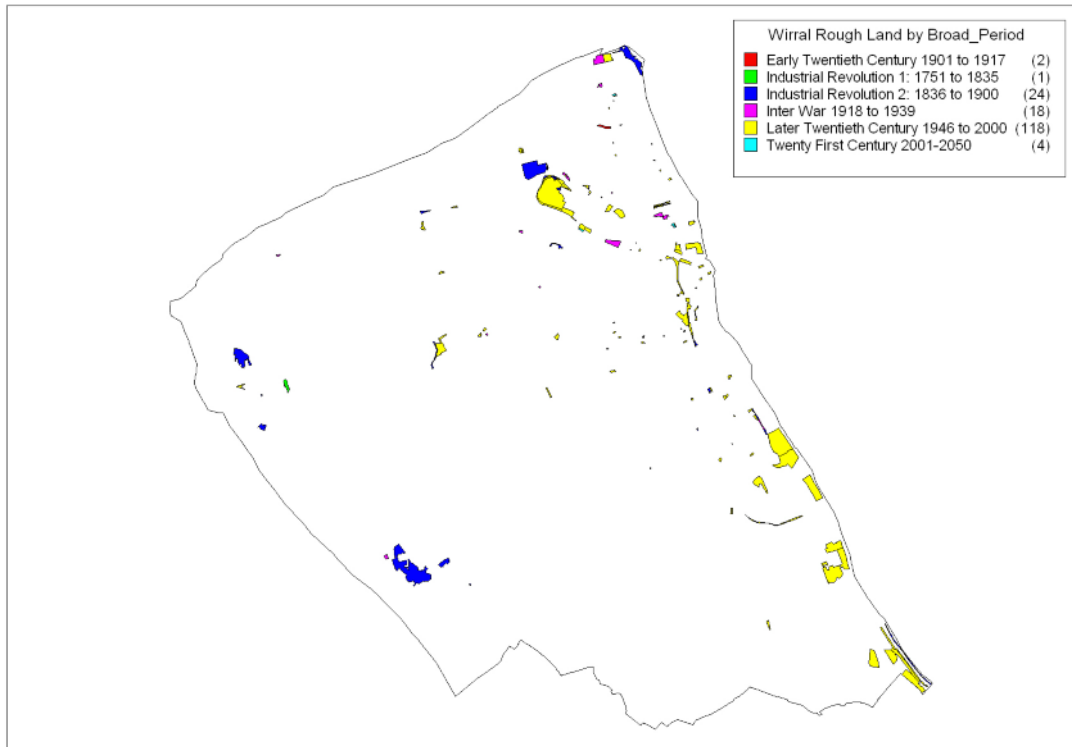 Wirral Rough Land by Broad_Period
Early Twentieth Century 1901 to 1917 (2)
Industrial Revolution 1: 1751 to 1835 (1)
Industrial Revolution 2: 1836 to 1900 (24)
Inter War 1918 to 1939 (18)
Later Twentieth Century 1946 to 2000 (118)
Twenty First Century 2001-2050 (4)